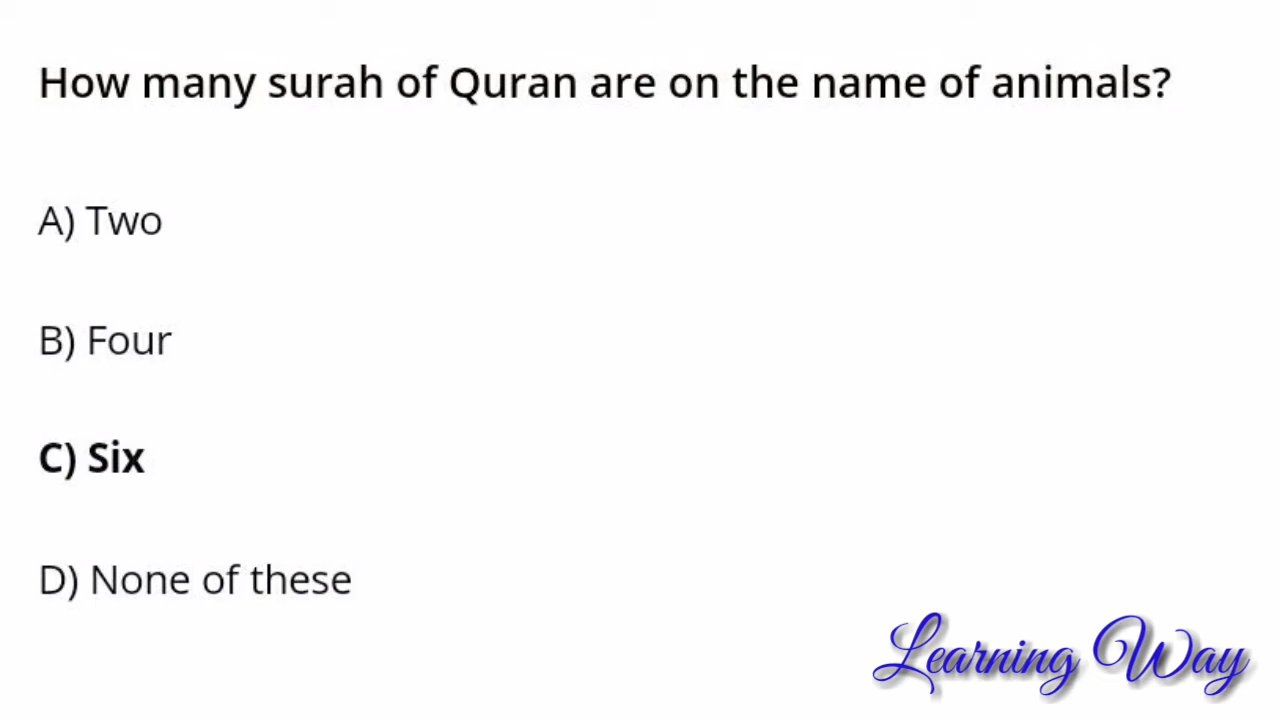 How many surah of Quran are on the name of animals?
A) Two
B) Four
C) Six
D) None of these
Learning Way